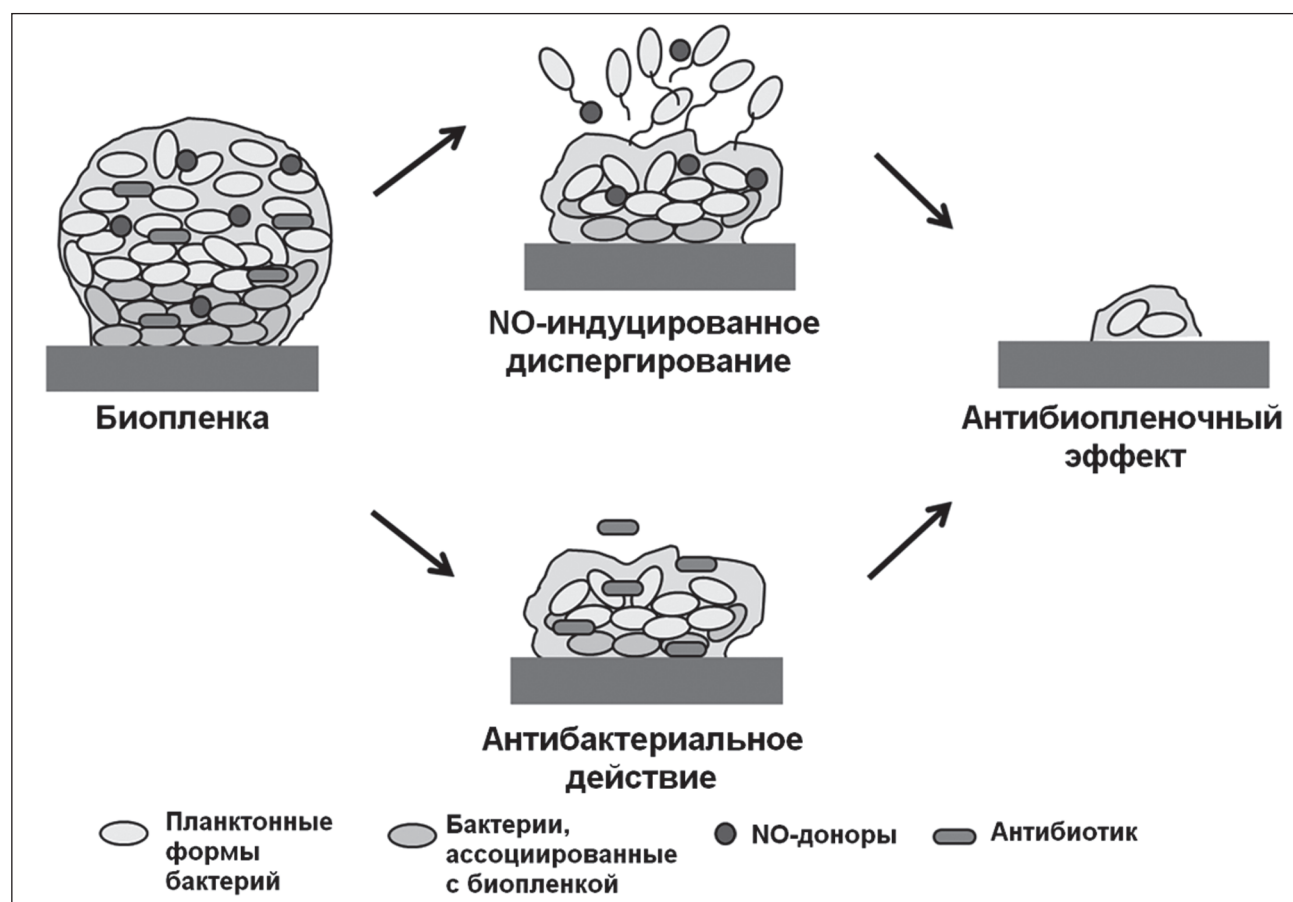 NO-индуцированное
диспергирование
Биопленка
Антибиопленочный
эффект
Антибактериальное
действие
Планктонные
формы
бактерий
Бактерии,
ассоциированные
с биопленкой
NO-доноры
Антибиотик